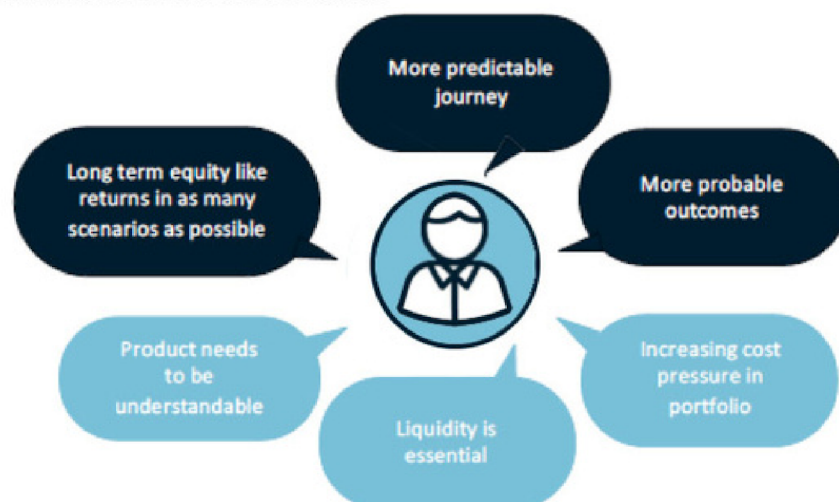 More predictable
journey
Long term equity like
returns in as many
scenarios as possible
More probable
outcomes
Product needs
to be
understandable
Increasing cost
pressure in
portfolio
Liquidity is
essential